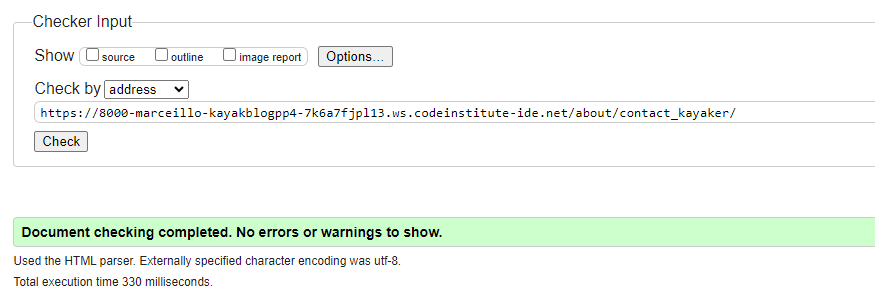 Checker Input
Show source outline image report Options...
Check by address
https://8000-marceillo-kayakblogpp4-7k6a7fjpl13.ws.codeinstitute-ide.net/about/contact_kayaker/
Check
Document checking completed. No errors or warnings to show.
Used the HTML parser. Externally specified character encoding was utf-8.
Total execution time 330 milliseconds.